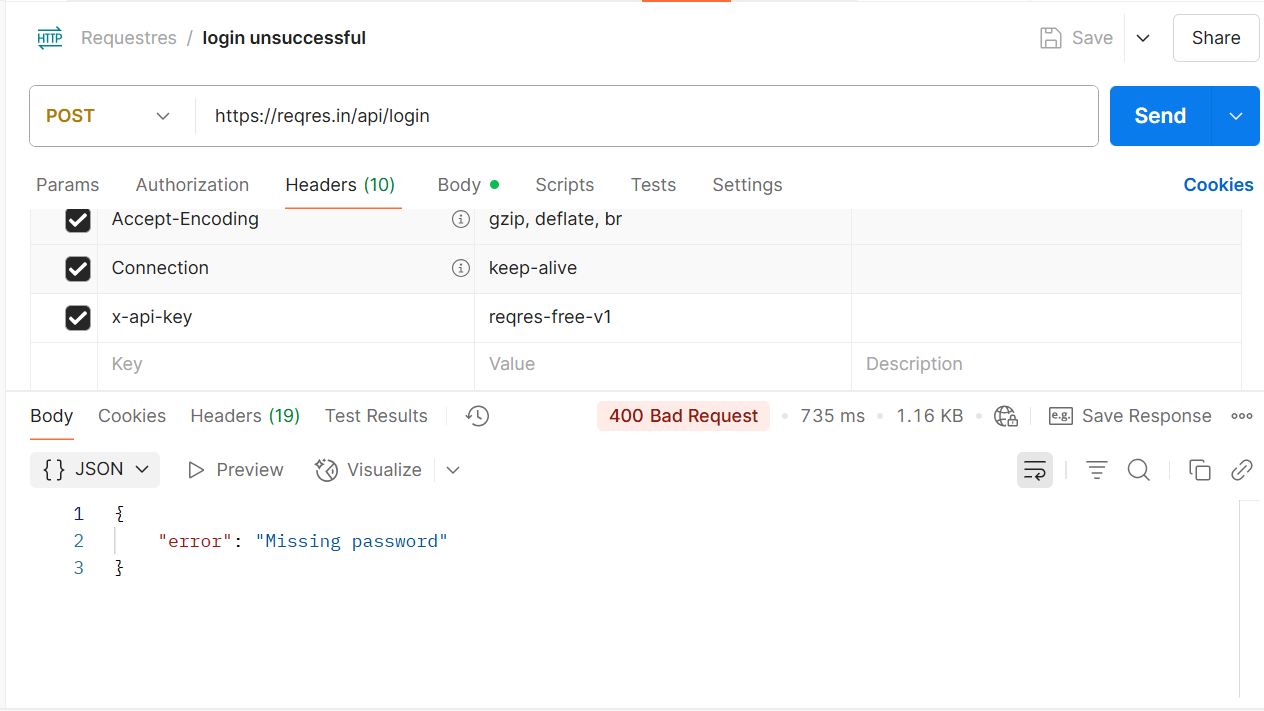 HTTP Requestres / login unsuccessful Save Share
POST https://reqres.in/api/login Send
Params Authorization Headers (10) Body Scripts Tests Settings Cookies
Accept-Encoding gzip, deflate, br
Connection keep-alive
x-api-key reqres-free-v1
Key Value Description
Body Cookies Headers (19) Test Results 400 Bad Request 735 ms 1.16 KB e.g. Save Response
{} JSON Preview Visualize
1 {
2 "error": "Missing password"
3 }